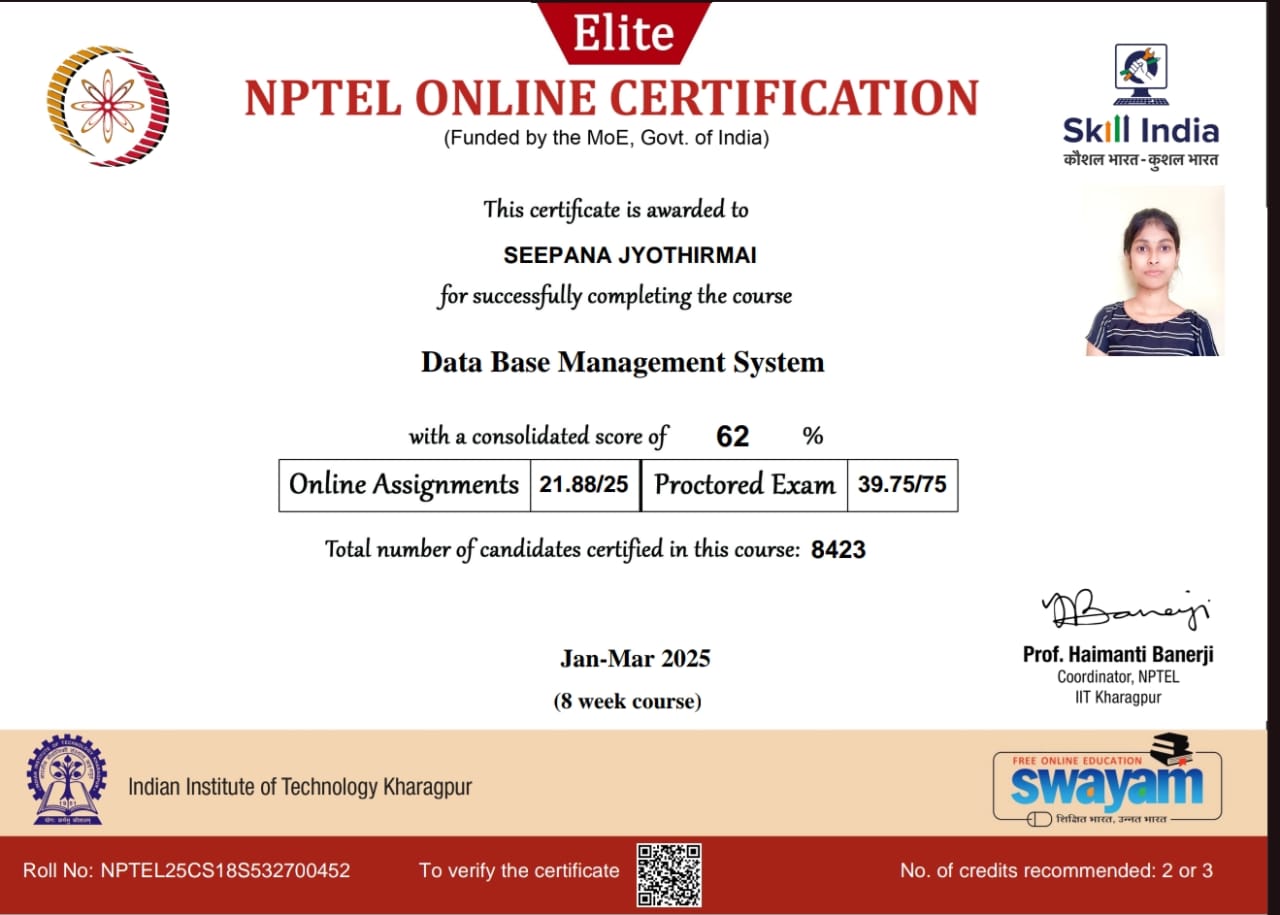 Elite
NPTEL ONLINE CERTIFICATION
(Funded by the MoE, Govt. of India)
Skill India
कौशल भारत-कुशल भारत
This certificate is awarded to
SEEPANA JYOTHIRMAI
for successfully completing the course
Data Base Management System
with a consolidated score of 62 %
Online Assignments 21.88/25 Proctored Exam 39.75/75
Total number of candidates certified in this course: 8423
Prof. Haimanti Banerji
Coordinator, NPTEL
IIT Kharagpur
Jan-Mar 2025
(8 week course)
Indian Institute of Technology Kharagpur
FREE ONLINE EDUCATION
swayam
शिक्षित भारत, उन्नत भारत
Roll No: NPTEL25CS18S532700452 To verify the certificate No. of credits recommended: 2 or 3